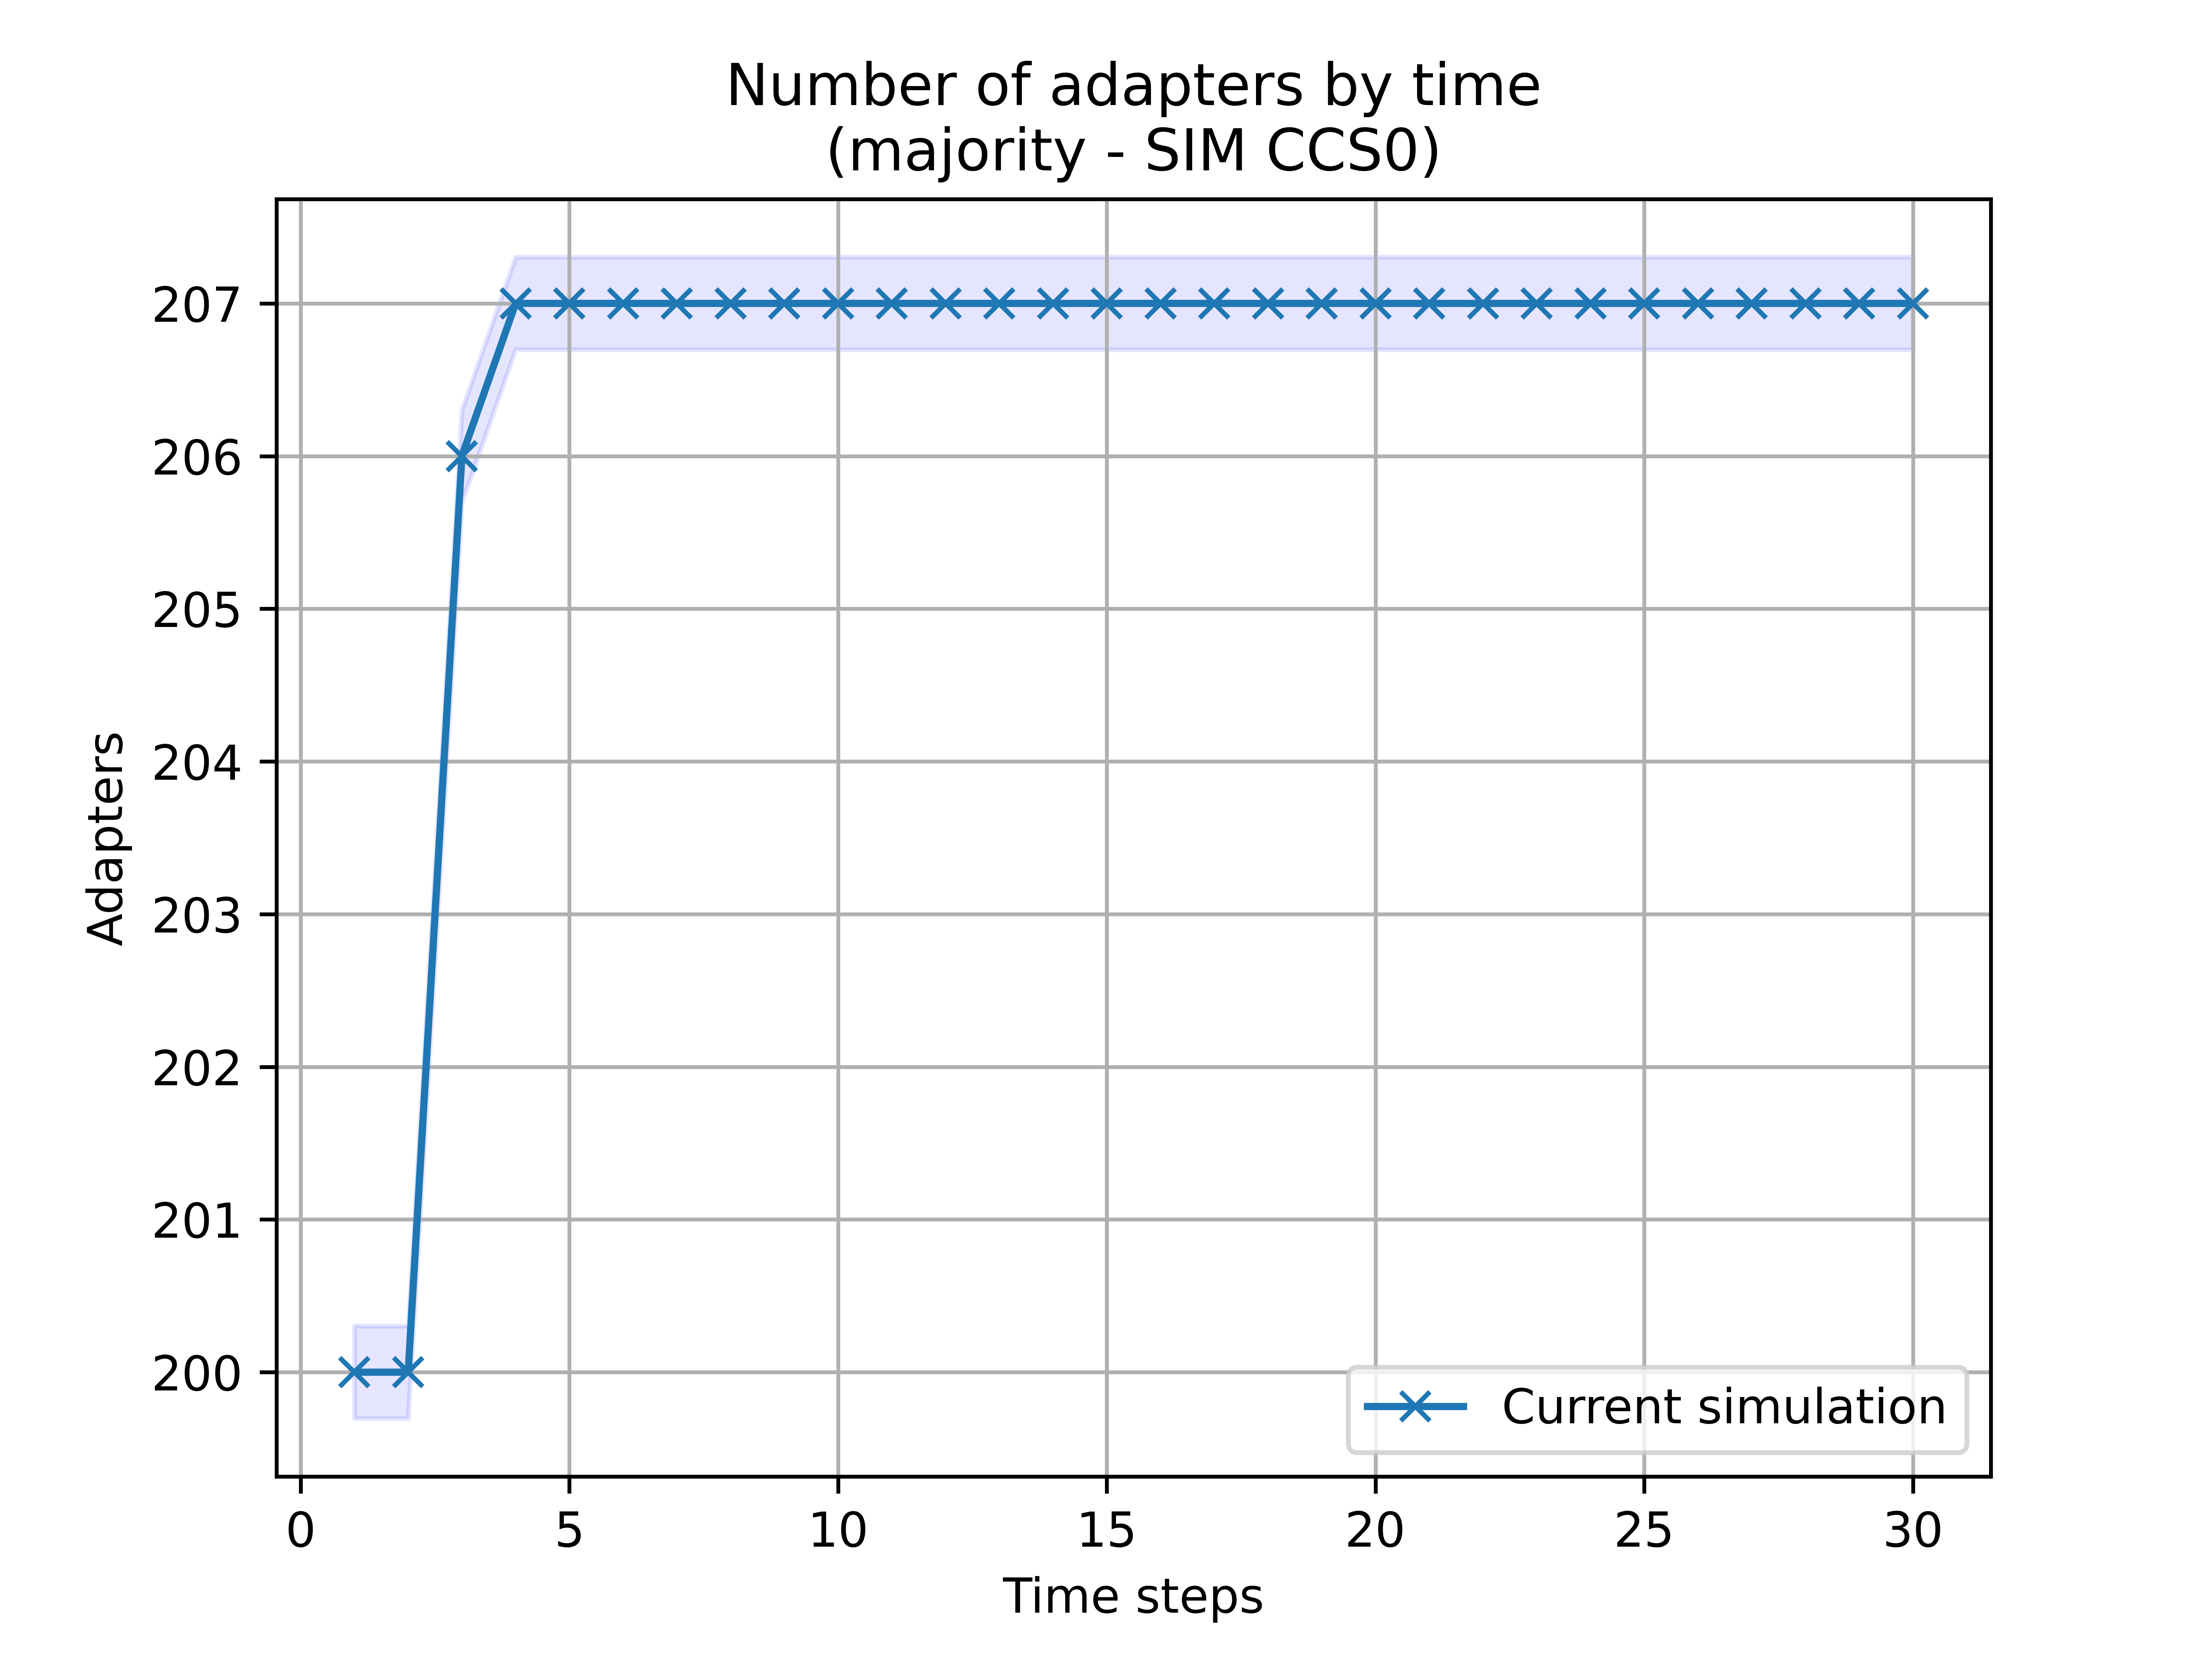 Number of adapters by time
(majority - SIM CCS0)
207
206
205
204
203
202
201
200
Adapters
Current simulation
0 5 10 15 20 25 30
Time steps